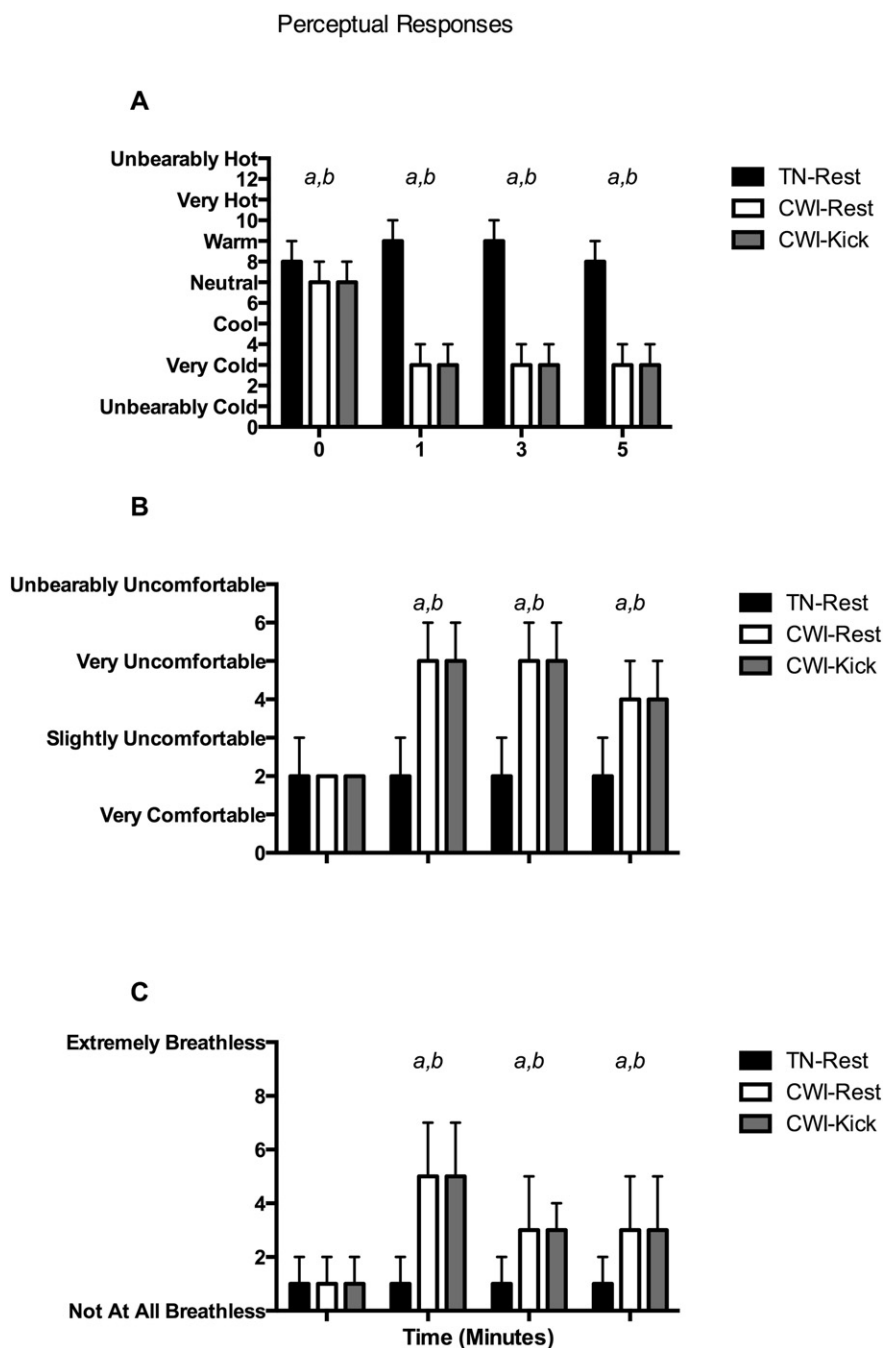 Perceptual Responses
A
Unbearably Hot
12
Very Hot
10
Warm
8
Neutral
6
Cool
4
Very Cold
2
Unbearably Cold
0
a,b a,b a,b a,b
0 1 3 5
TN-Rest
CWI-Rest
CWI-Kick
B
Unbearably Uncomfortable
6
Very Uncomfortable
4
Slightly Uncomfortable
2
Very Comfortable
0
a,b a,b a,b
TN-Rest
CWI-Rest
CWI-Kick
C
Extremely Breathless
8
6
4
2
Not At All Breathless
a,b a,b a,b
Time (Minutes)
TN-Rest
CWI-Rest
CWI-Kick